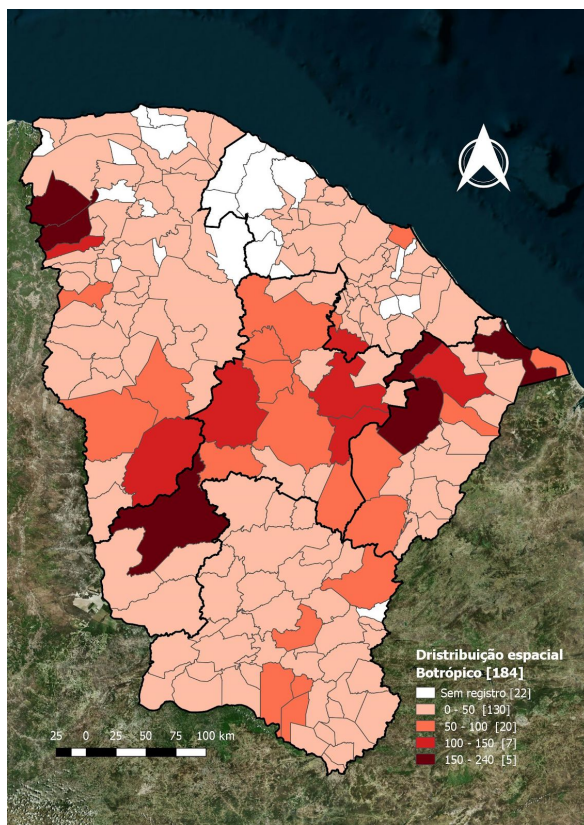 Dristribuição espacial
Botrópico [184]
Sem registro [22]
0 - 50 [130]
50 - 100 [20]
100 - 150 [7]
150 - 240 [5]
25 0 25 50 75 100 km